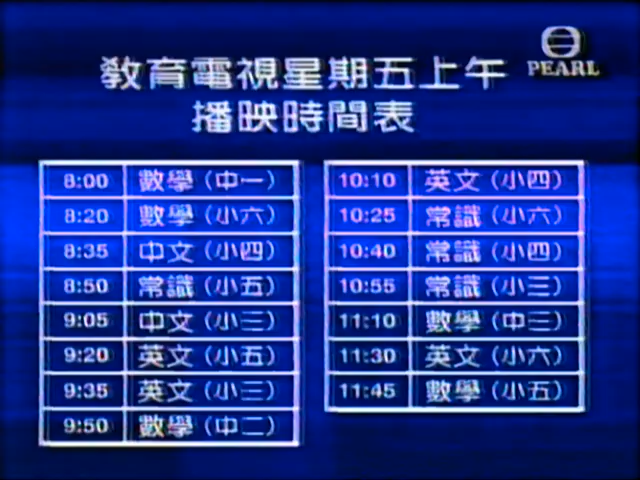 教育電視星期五上午
播映時間表
PEARL
8:00 數學(中一)
8:20 數學(小六)
8:35 中文(小四)
8:50 常識(小五)
9:05 中文(小三)
9:20 英文(小五)
9:35 英文(小三)
9:50 數學(中二)
10:10 英文(小四)
10:25 常識(小六)
10:40 常識(小四)
10:55 常識(小三)
11:10 數學(中三)
11:30 英文(小六)
11:45 數學(小五)